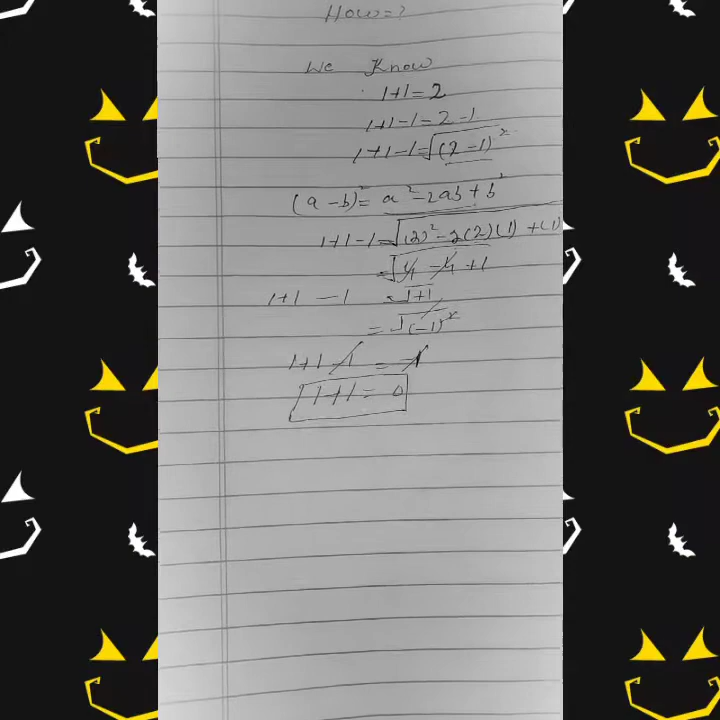 How=?
We Know
1+1=2
1+1-1=2-1
1+1-1=√(2-1)²
(a-b)²= a²-2ab+b²
1+1-1=√(2)²-2(2)(1)+(1)
=√4-4+1
1+1 -1 =√1+1
=√(-1)²
1+1-1 = -1
1+1= 0